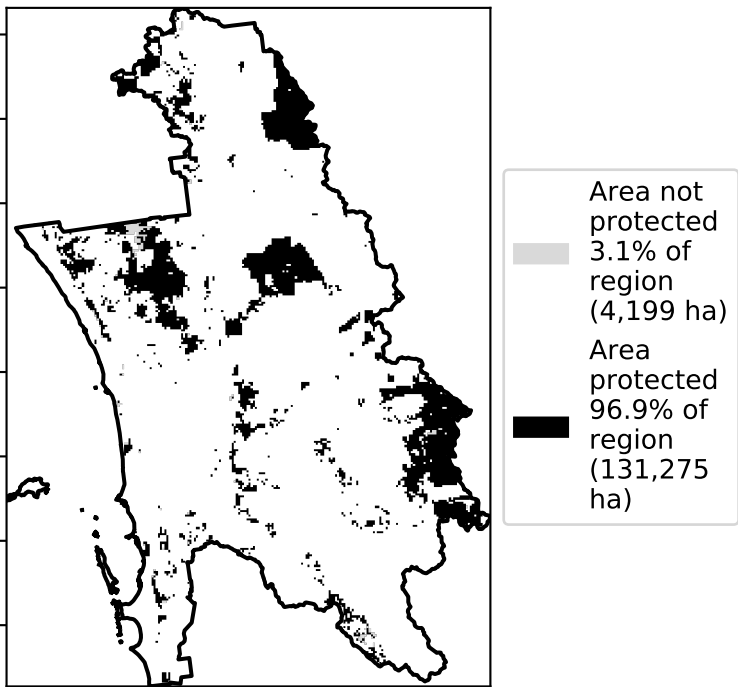 Area not
protected
3.1% of
region
(4,199 ha)
Area
protected
96.9% of
region
(131,275
ha)